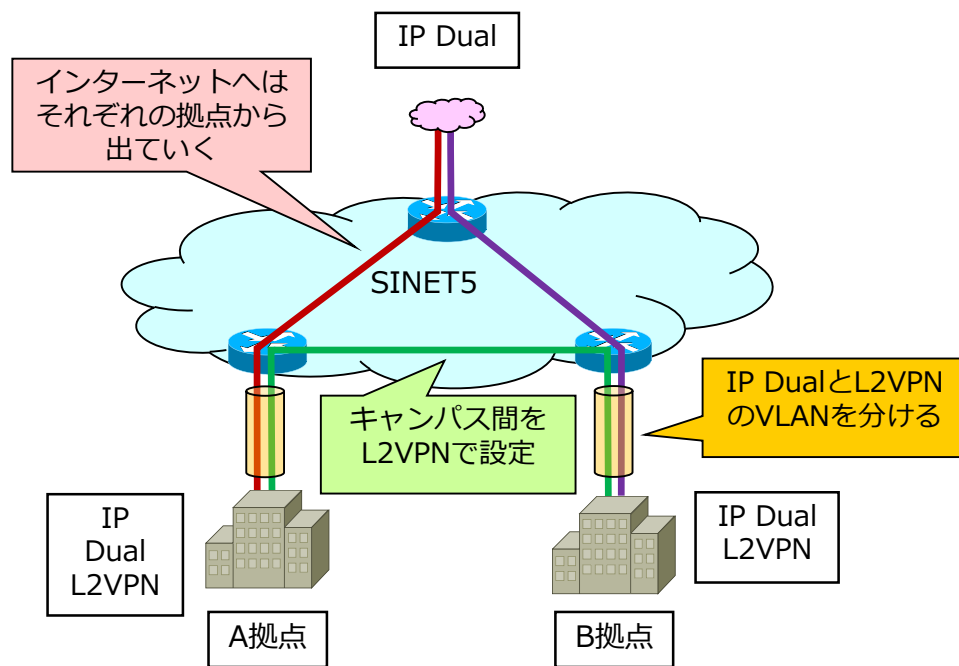 IP Dual
インターネットへは
それぞれの拠点から
出ていく
SINET5
キャンパス間を
L2VPNで設定
IP DualとL2VPN
のVLANを分ける
IP
Dual
L2VPN
IP Dual
L2VPN
A拠点
B拠点